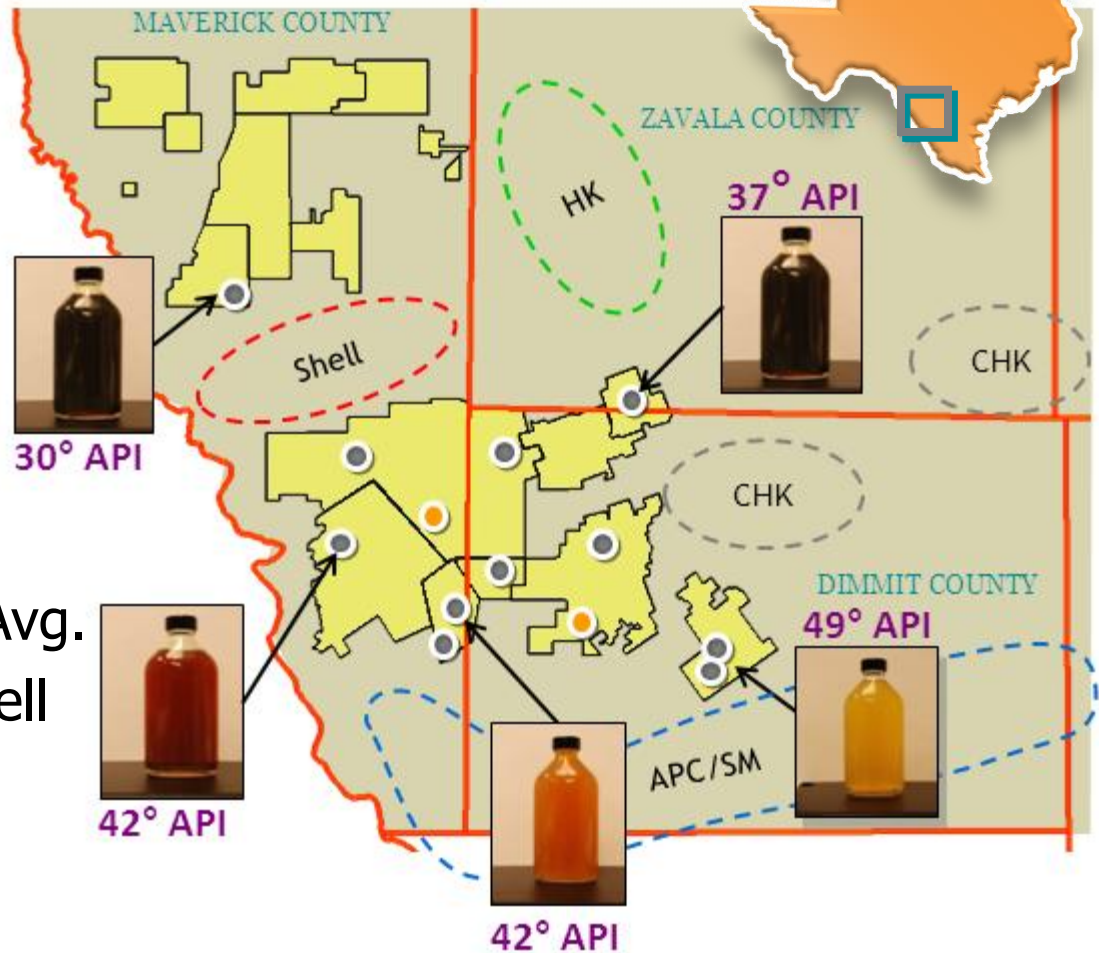 MAVERICK COUNTY
ZAVALA COUNTY
HK
37° API
Shell
CHK
30° API
CHK
DIMMIT COUNTY
Avg.
49° API
ell
APC/SM
42° API
42° API